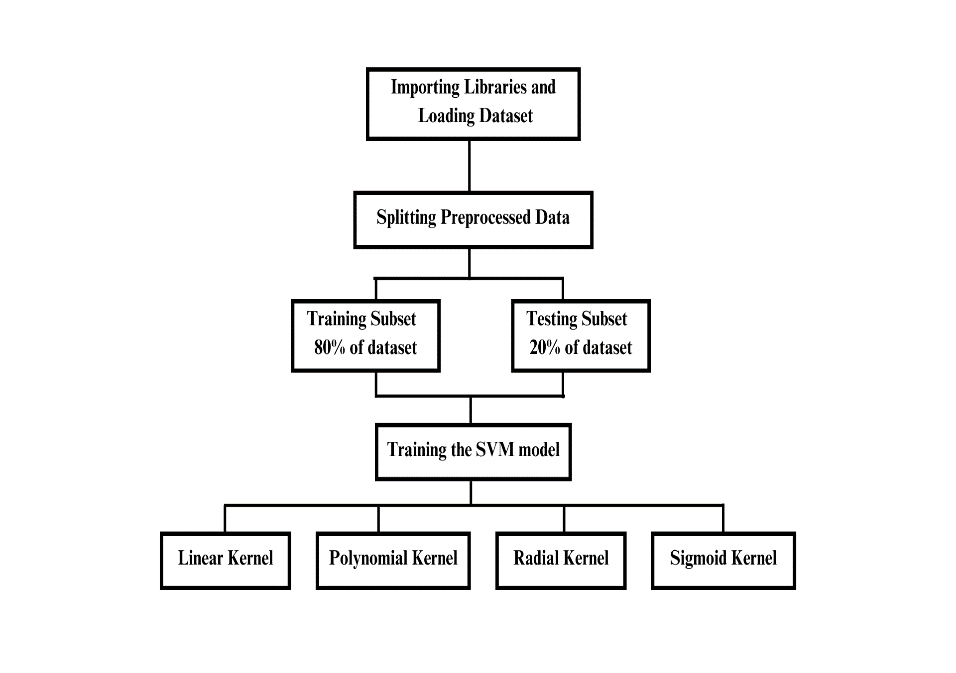 Importing Libraries and
Loading Dataset
Splitting Preprocessed Data
Training Subset
80% of dataset
Testing Subset
20% of dataset
Training the SVM model
Linear Kernel
Polynomial Kernel
Radial Kernel
Sigmoid Kernel